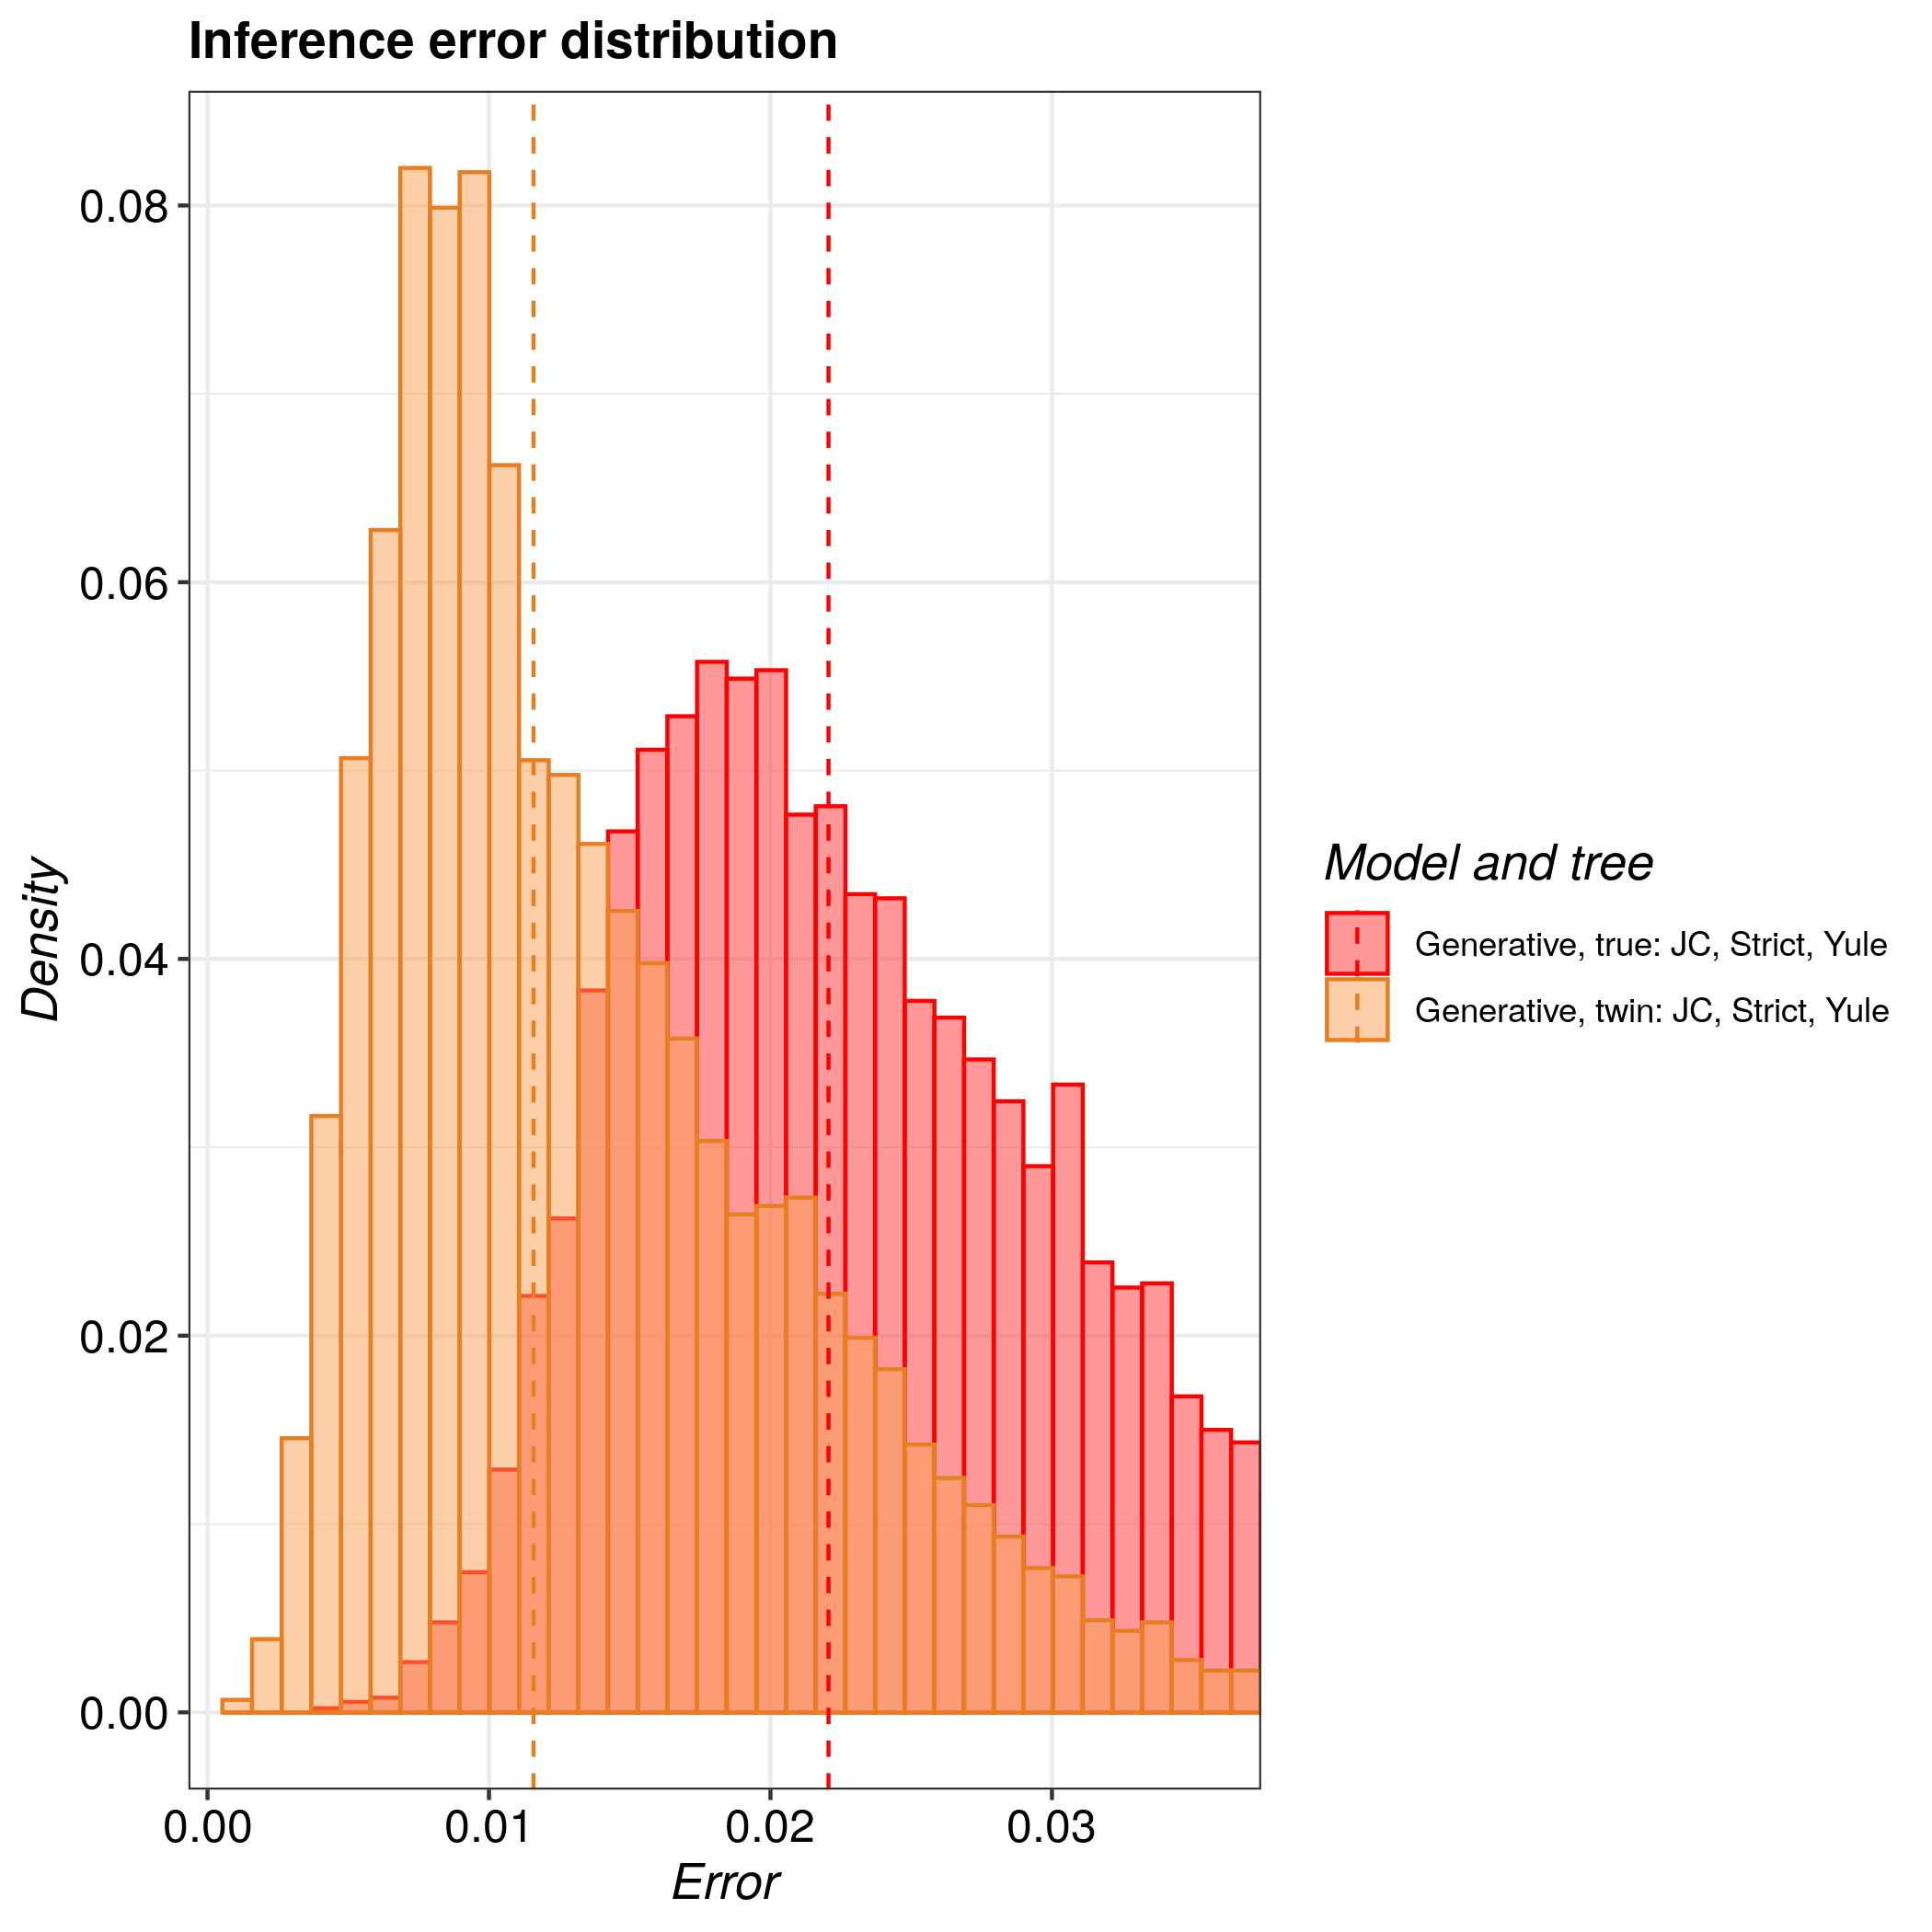 Inference error distribution
0.08
0.06
0.04
0.02
0.00
Density
0.00 0.01 0.02 0.03
Error
Model and tree
Generative, true: JC, Strict, Yule
Generative, twin: JC, Strict, Yule